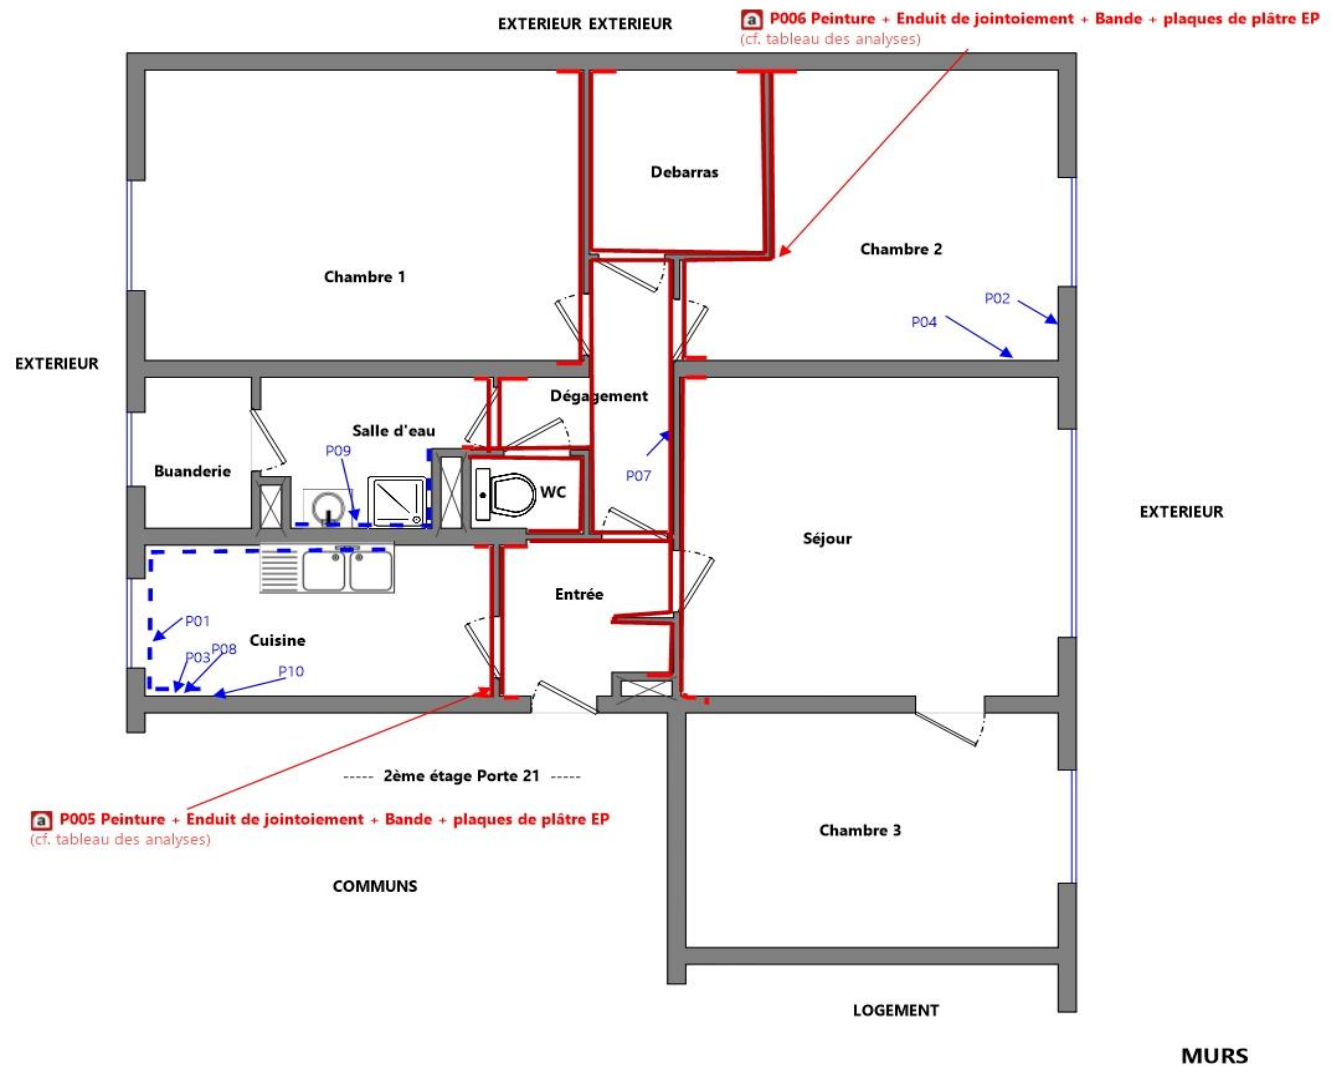 EXTERIEUR EXTERIEUR
a P006 Peinture + Enduit de jointoiement + Bande + plaques de plâtre EP
(cf. tableau des analyses)
Debarras
Chambre 2
Chambre 1
P02
P04
EXTERIEUR
Dégagement
Salle d'eau
P09
Buanderie
P07
WC
EXTERIEUR
Séjour
Entrée
P01
Cuisine
P03
P08
P10
----- 2ème étage Porte 21 -----
a P005 Peinture + Enduit de jointoiement + Bande + plaques de plâtre EP
(cf. tableau des analyses)
Chambre 3
COMMUNS
LOGEMENT
MURS